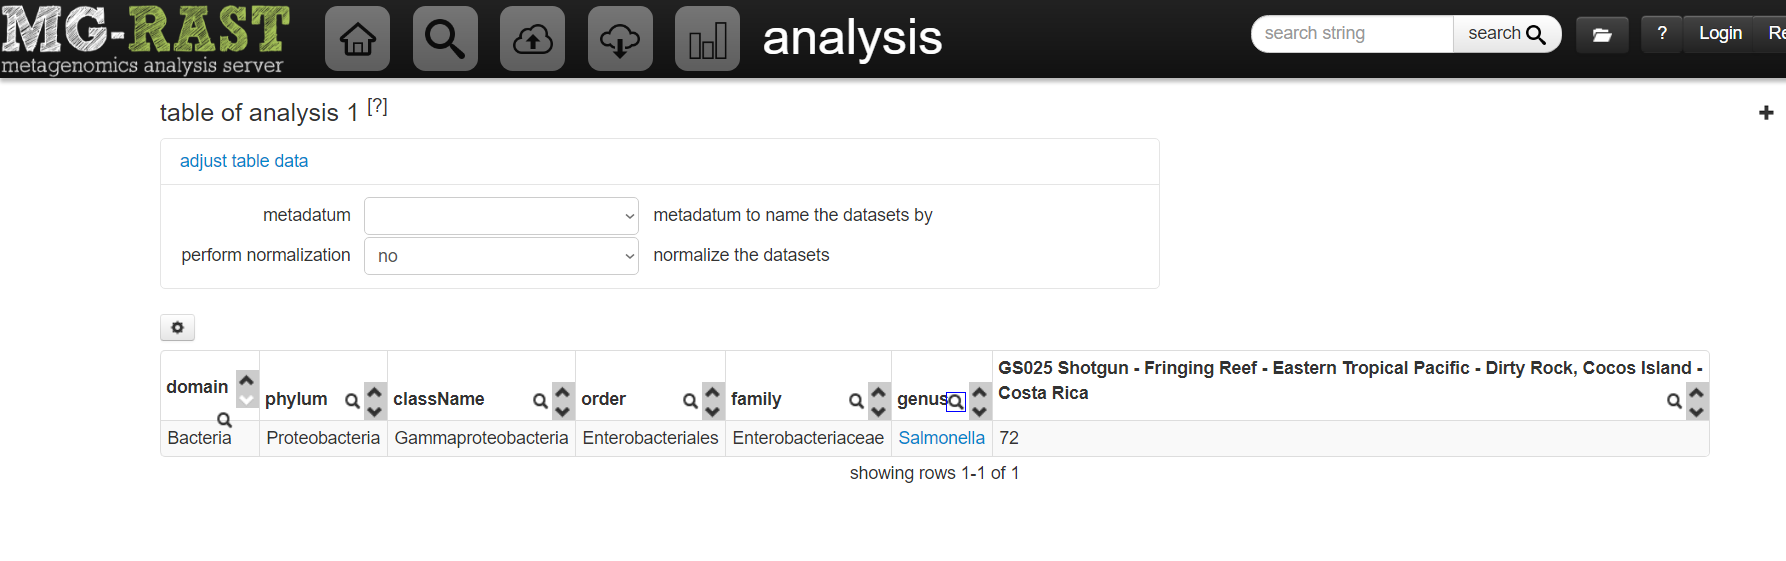 MG-RAST
metagenomics analysis server
analysis
search string
search
?
Login
Re
table of analysis 1 [?]
adjust table data
metadatum
metadatum to name the datasets by
perform normalization
no
normalize the datasets
domain
phylum
className
order
family
genus
GS025 Shotgun - Fringing Reef - Eastern Tropical Pacific - Dirty Rock, Cocos Island -
Costa Rica
Bacteria
Proteobacteria
Gammaproteobacteria
Enterobacteriales
Enterobacteriaceae
Salmonella
72
showing rows 1-1 of 1